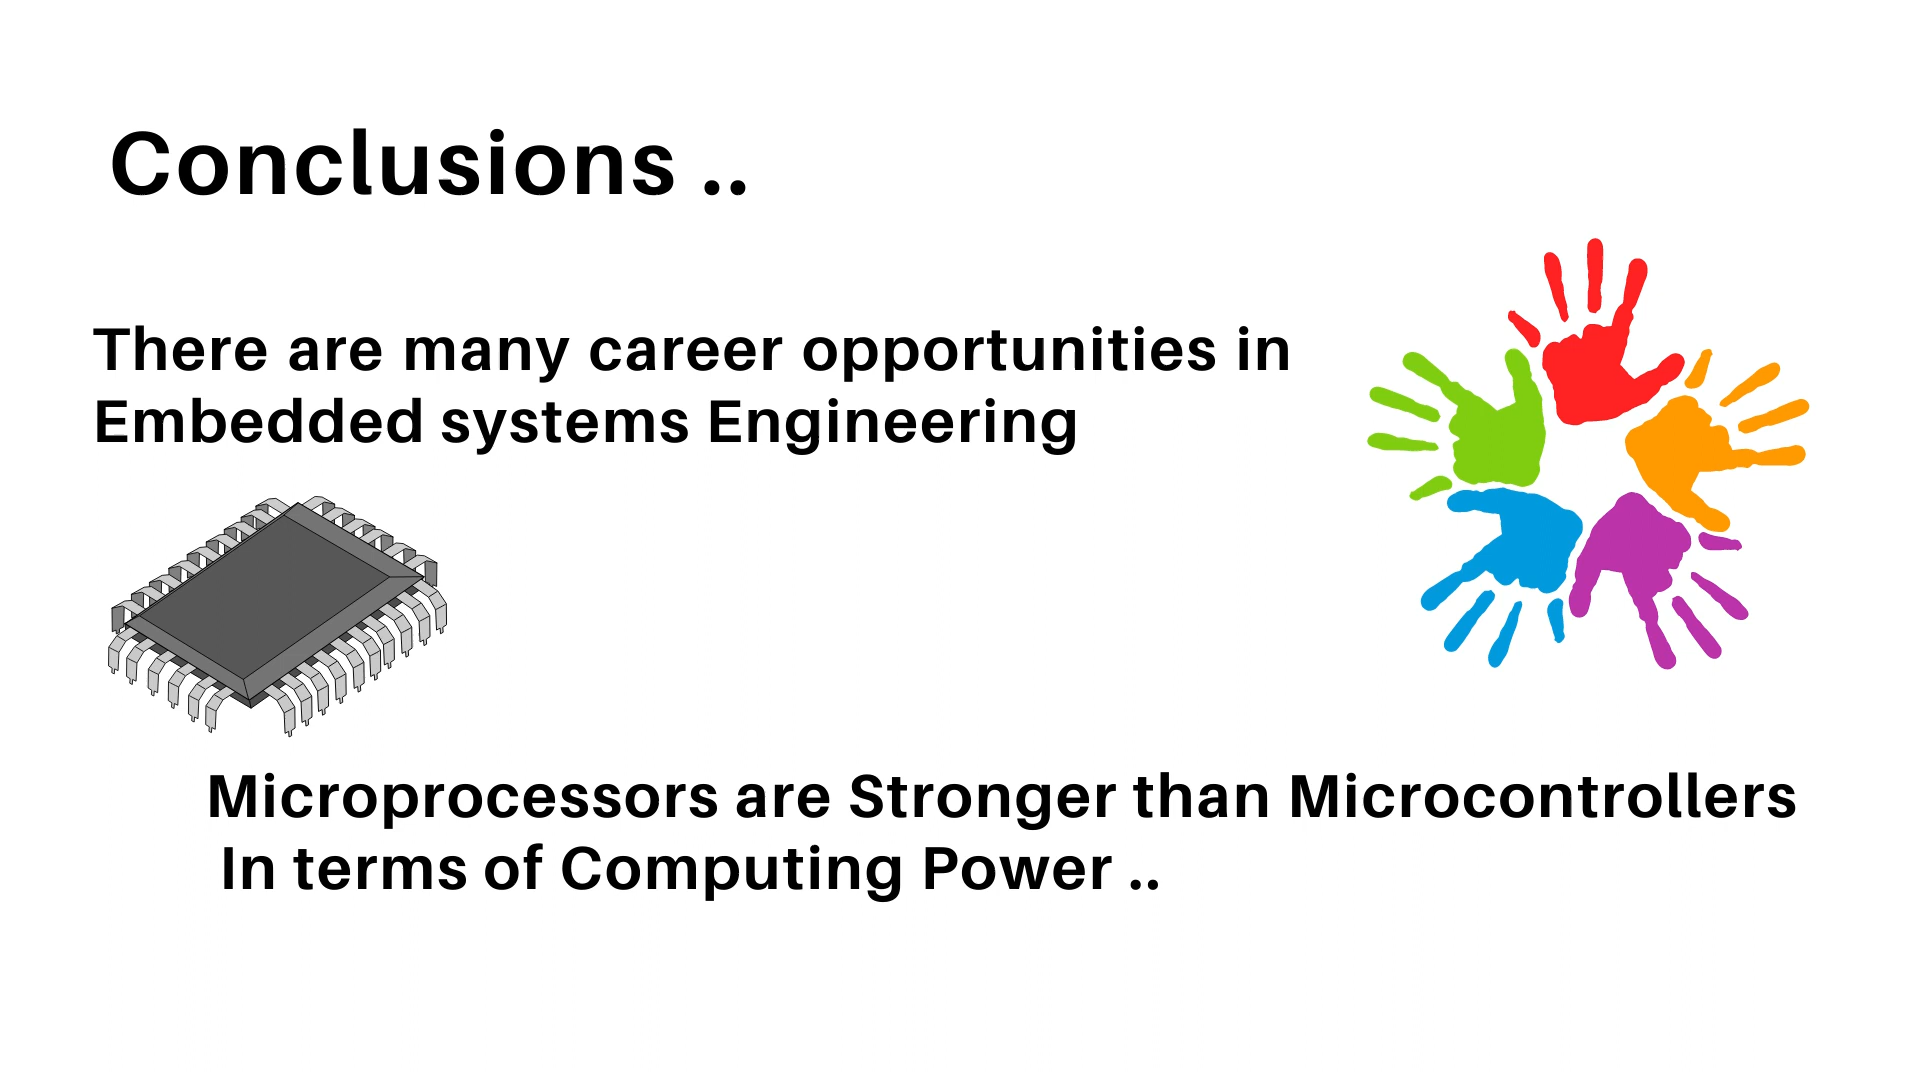 Conclusions ..
There are many career opportunities in
Embedded systems Engineering
Microprocessors are Stronger than Microcontrollers
In terms of Computing Power ..